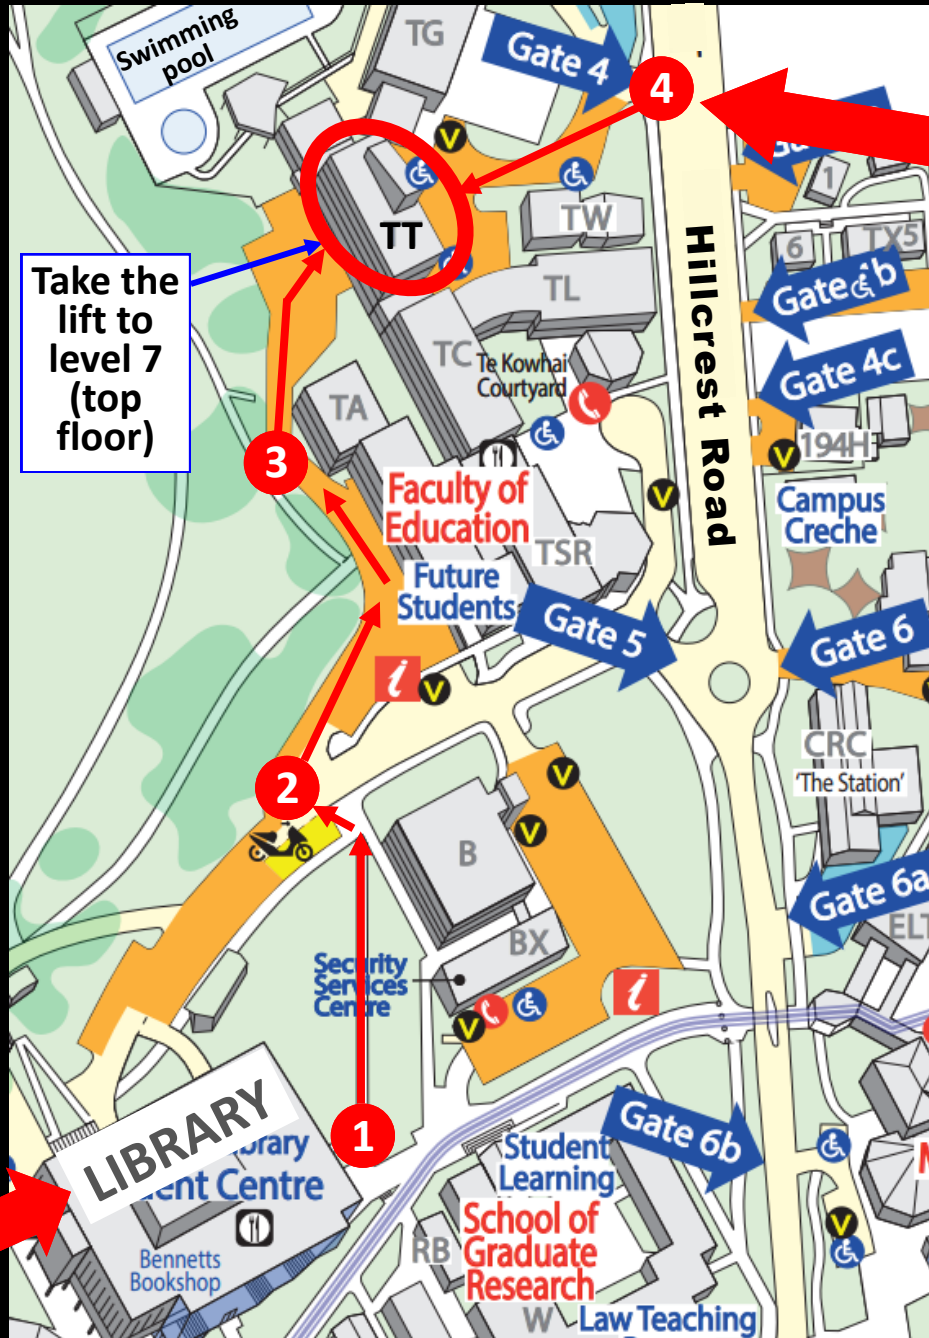 Swimming
pool
TG
Gate 4
4
V
1
TT
TW
6
TX5
Hillcrest Road
Take the
lift to
level 7
(top
floor)
TL
b
TC
Te Kowhai
Courtyard
Gate 4c
TA
194H
V
3
Faculty of
Education
V
Campus
Creche
TSR
Future
Students
Gate 5
Gate 6
i
V
CRC
'The Station'
2
V
V
B
Gate 6a
BX
Security
Services
Centre
i
V
LIBRARY
1
Gate 6b
Student
Learning
Centre
School of
Graduate
Research
V
RB
Bennetts
Bookshop
W
Law Teaching